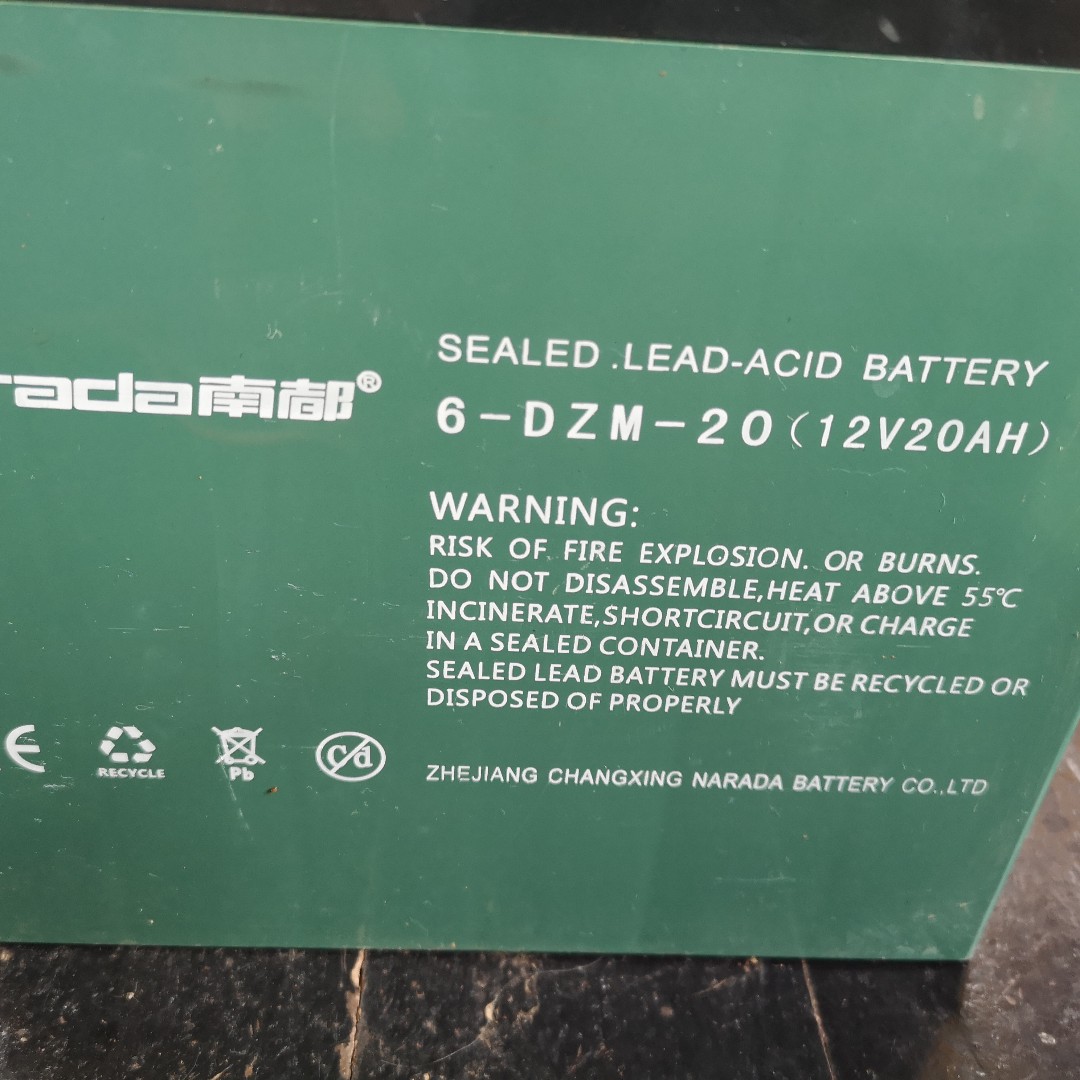 rada南都®
SEALED .LEAD-ACID BATTERY
6-DZM-20(12V20AH)
WARNING:
RISK OF FIRE EXPLOSION. OR BURNS.
DO NOT DISASSEMBLE,HEAT ABOVE 55℃
INCINERATE,SHORTCIRCUIT,OR CHARGE
IN A SEALED CONTAINER.
SEALED LEAD BATTERY MUST BE RECYCLED OR
DISPOSED OF PROPERLY
CE
RECYCLE
Pb
Cd
ZHEJIANG CHANGXING NARADA BATTERY CO.,LTD